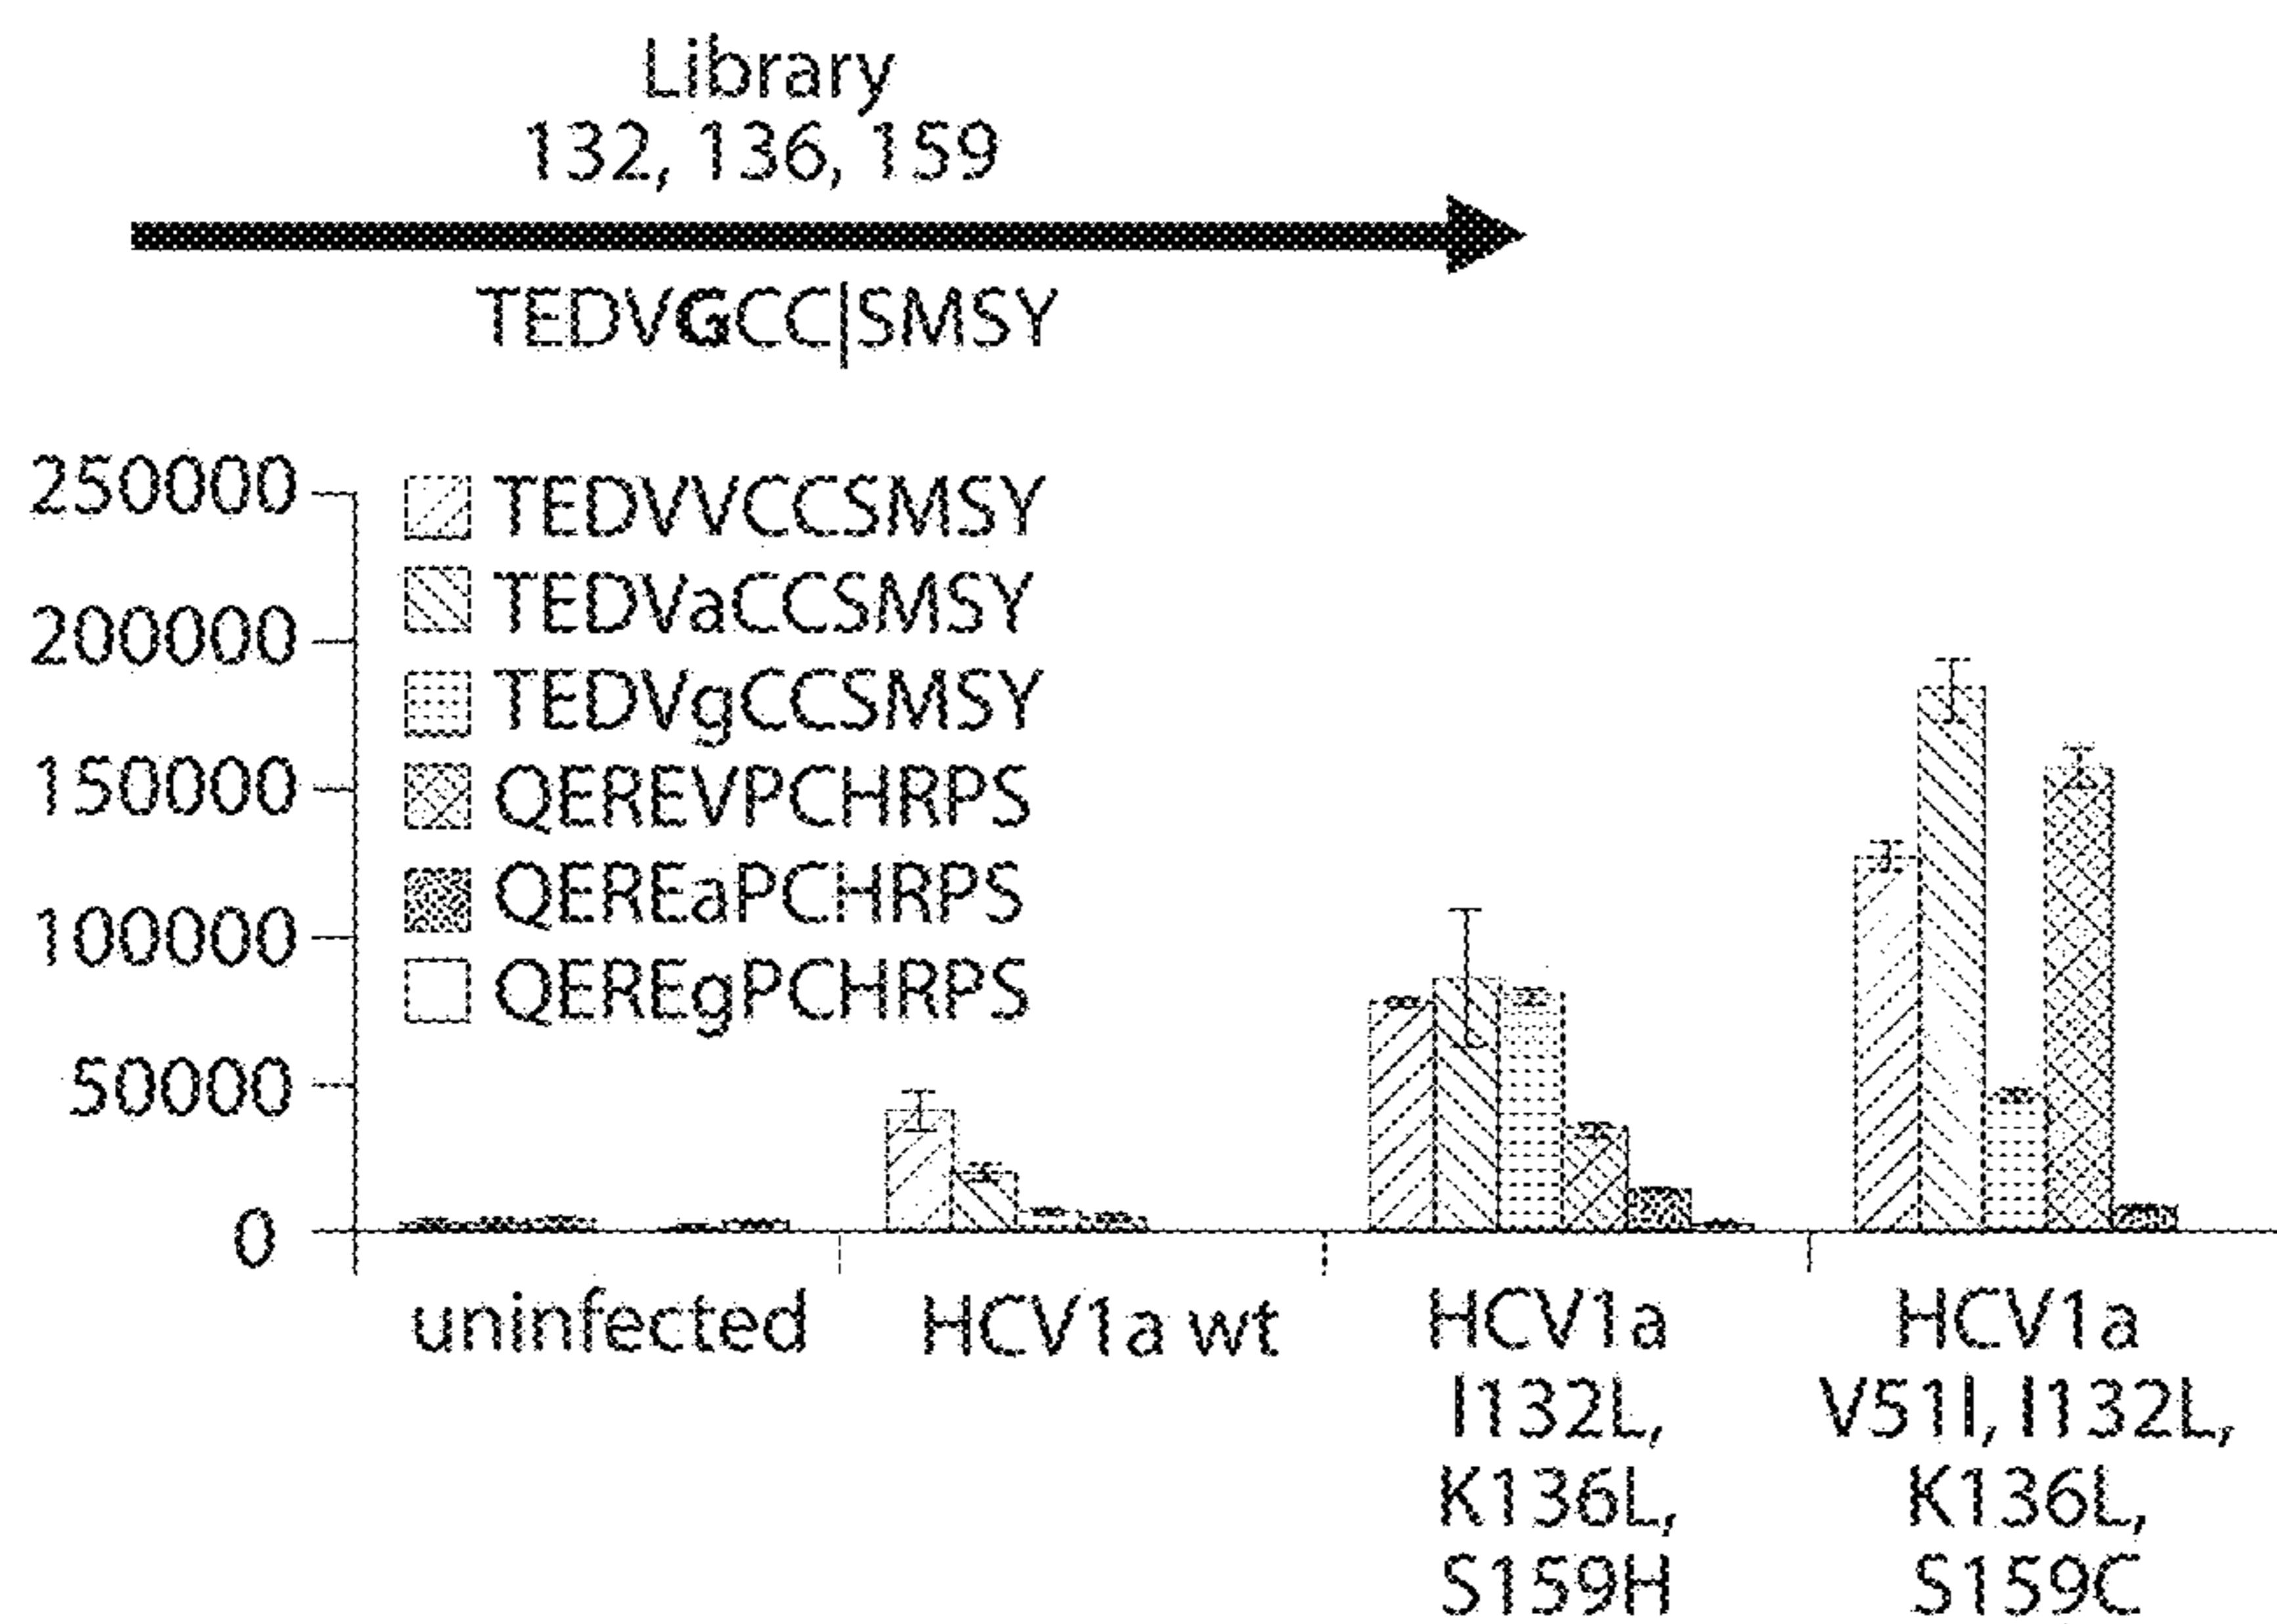 Library
132, 136, 159
TEDVGCC|SMSY
250000
200000
150000
100000
50000
0
TEDVVCCSMSY
TEDVaCCSMSY
TEDVgCCSMSY
QEREVPCHRPS
QEREaPCHRPS
QEREgPCHRPS
uninfected
HCV1a wt
HCV1a
I132L,
K136L,
S159H
HCV1a
V51I, I132L,
K136L,
S159C